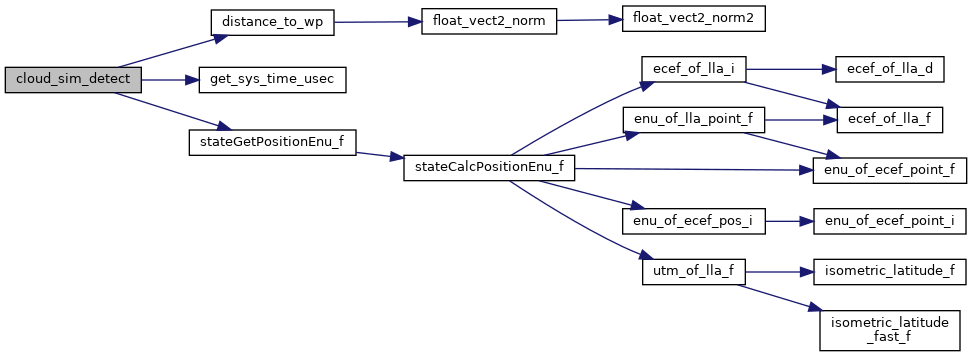 distance_to_wp
float_vect2_norm
float_vect2_norm2
cloud_sim_detect
get_sys_time_usec
stateGetPositionEnu_f
stateCalcPositionEnu_f
ecef_of_lla_i
ecef_of_lla_d
enu_of_lla_point_f
ecef_of_lla_f
enu_of_ecef_point_f
enu_of_ecef_pos_i
enu_of_ecef_point_i
utm_of_lla_f
isometric_latitude_f
isometric_latitude
_fast_f